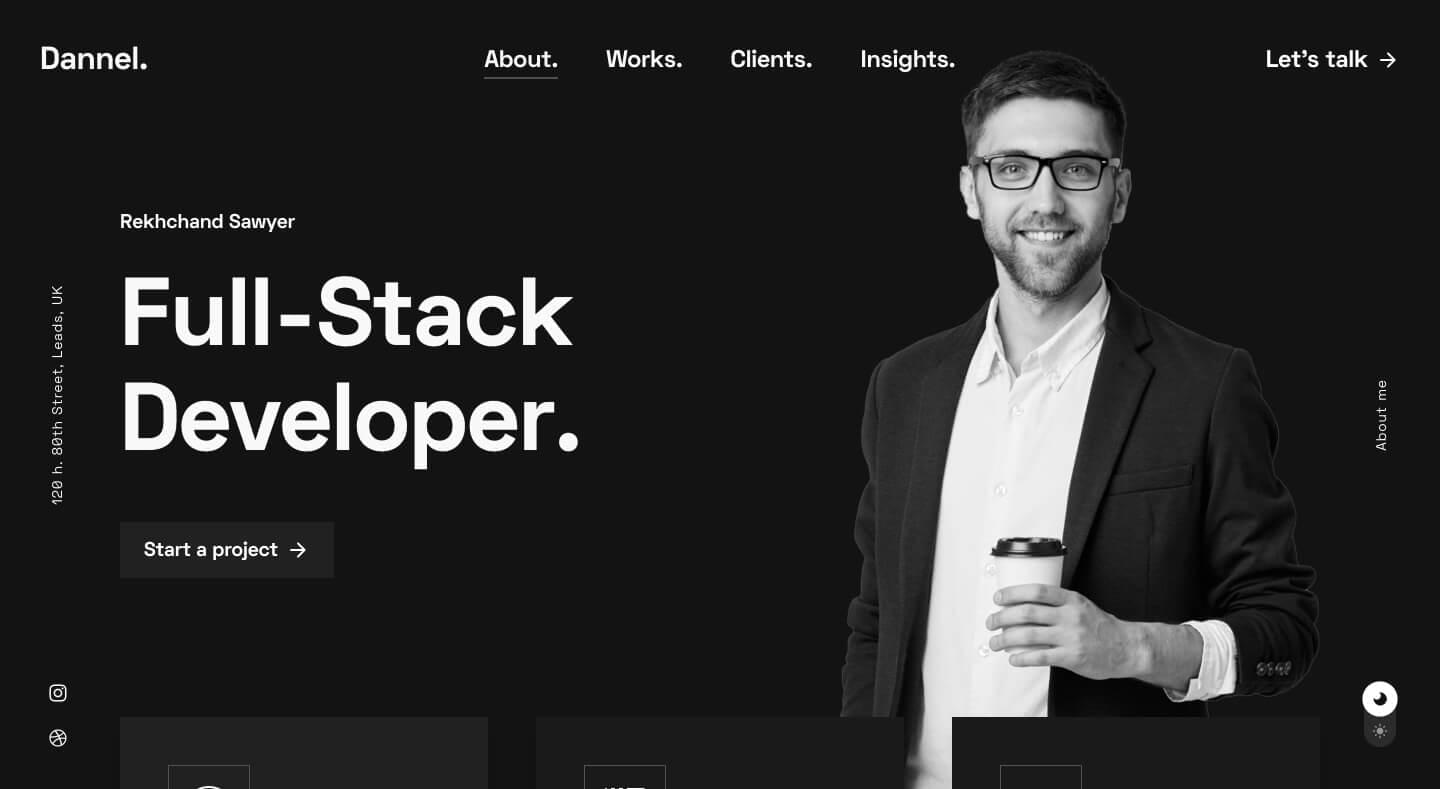 Dannel.
About.
Works.
Clients.
Insights.
Let’s talk
Rekhchand Sawyer
Full-Stack
Developer.
120 h. 80th Street, Leads, UK
About me
Start a project